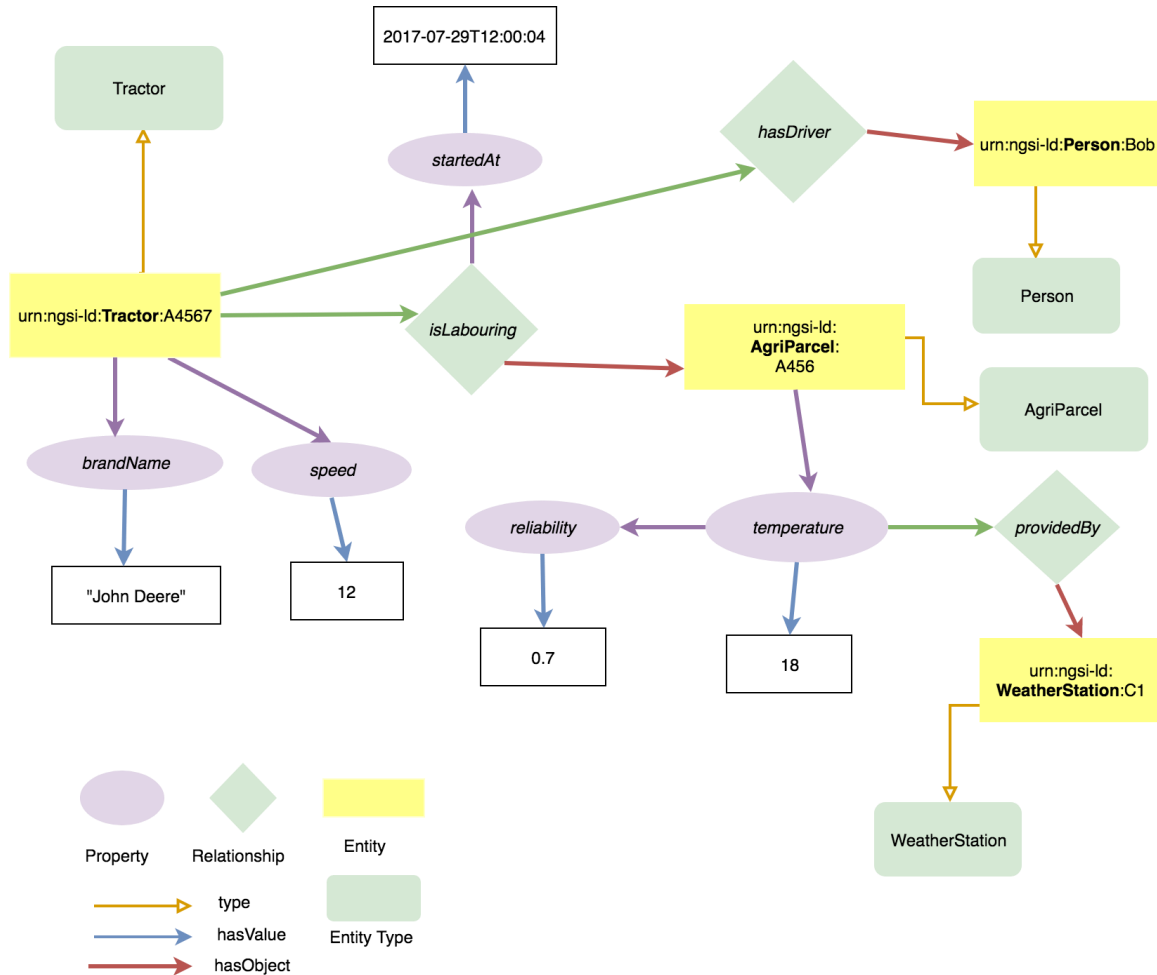 2017-07-29T12:00:04
Tractor
hasDriver
startedAt
urn:ngsi-ld:Person:Bob
Person
urn:ngsi-ld:Tractor:A4567
isLabouring
urn:ngsi-ld:
AgriParcel:
A456
AgriParcel
brandName
speed
reliability
temperature
providedBy
"John Deere"
12
0.7
18
urn:ngsi-ld:
WeatherStation:C1
WeatherStation
Property
Relationship
Entity
type
hasValue
hasObject
Entity Type